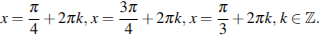 x = π/4 + 2πk, x = 3π/4 + 2πk, x = π/3 + 2πk, k ∈ ℤ.